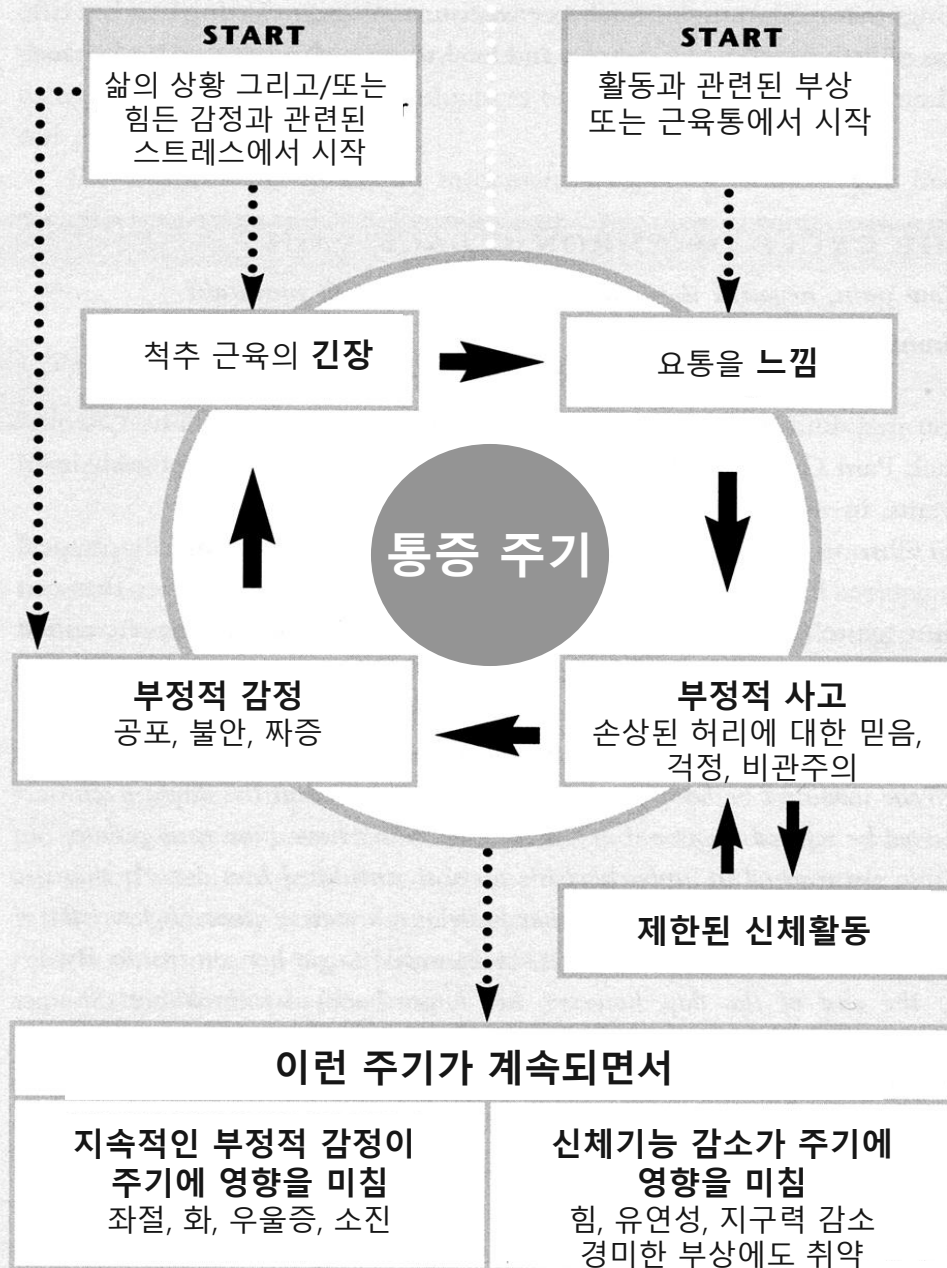 START
삶의 상황 그리고/또는
힘든 감정과 관련된
스트레스에서 시작
START
활동과 관련된 부상
또는 근육통에서 시작
척추 근육의 긴장
요통을 느낌
통증 주기
부정적 감정
공포, 불안, 짜증
부정적 사고
손상된 허리에 대한 믿음,
걱정, 비관주의
제한된 신체활동
이런 주기가 계속되면서
지속적인 부정적 감정이
주기에 영향을 미침
좌절, 화, 우울증, 소진
신체기능 감소가 주기에
영향을 미침
힘, 유연성, 지구력 감소
경미한 부상에도 취약